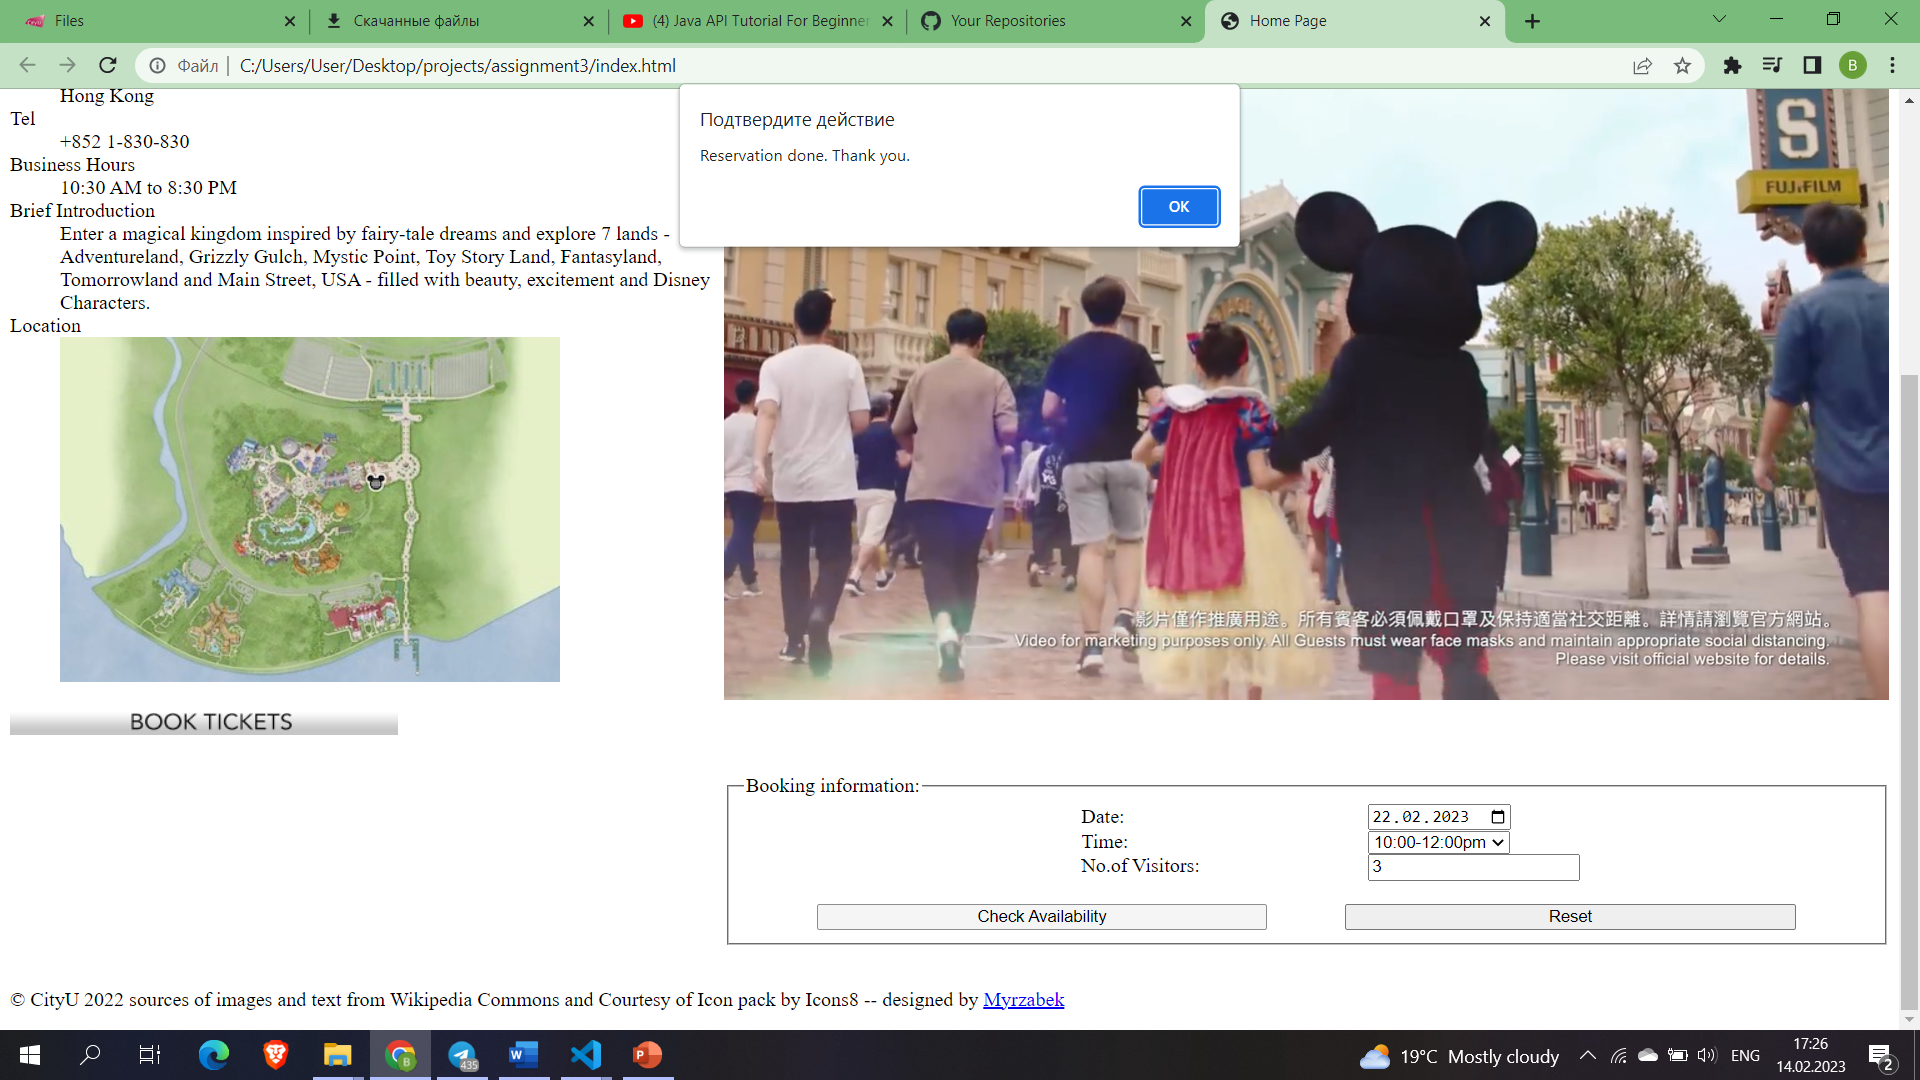 Files
Скачанные файлы
(4) Java API Tutorial For Beginner
Your Repositories
Home Page
Файл
C:/Users/User/Desktop/projects/assignment3/index.html
B
Подтвердите действие
Reservation done. Thank you.
OK
Hong Kong
Tel
+852 1-830-830
Business Hours
10:30 AM to 8:30 PM
Brief Introduction
Enter a magical kingdom inspired by fairy-tale dreams and explore 7 lands -
Adventureland, Grizzly Gulch, Mystic Point, Toy Story Land, Fantasyland,
Tomorrowland and Main Street, USA - filled with beauty, excitement and Disney
Characters.
Location
S
FUJIFILM
影片僅作推廣用途。所有賓客必須佩戴口罩及保持適當社交距離。詳情請瀏覽官方網站。
Video for marketing purposes only. All Guests must wear face masks and maintain appropriate social distancing.
Please visit official website for details.
BOOK TICKETS
Booking information:
Date:
22.02.2023
Time:
10:00-12:00pm
No.of Visitors:
3
Check Availability
Reset
© CityU 2022 sources of images and text from Wikipedia Commons and Courtesy of Icon pack by Icons8 -- designed by Myrzabek
B
435
W
P
19°C Mostly cloudy
ENG
17:26
14.02.2023
2